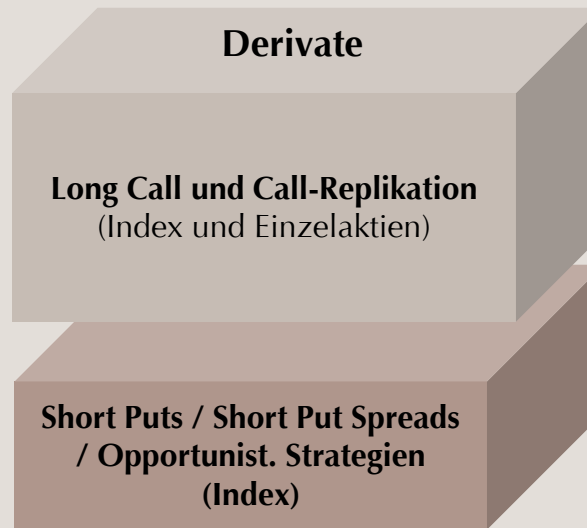 Derivate
Long Call und Call-Replikation
(Index und Einzelaktien)
Short Puts / Short Put Spreads
/ Opportunist. Strategien
(Index)